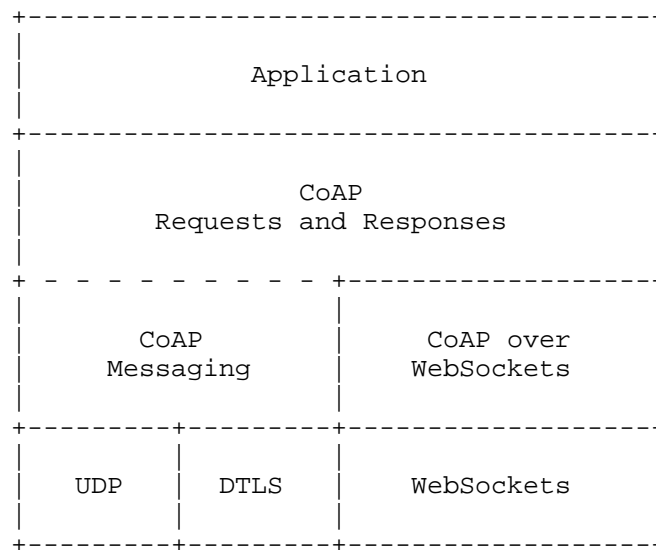 Application
CoAP
Requests and Responses
CoAP
Messaging
CoAP over
WebSockets
UDP
DTLS
WebSockets